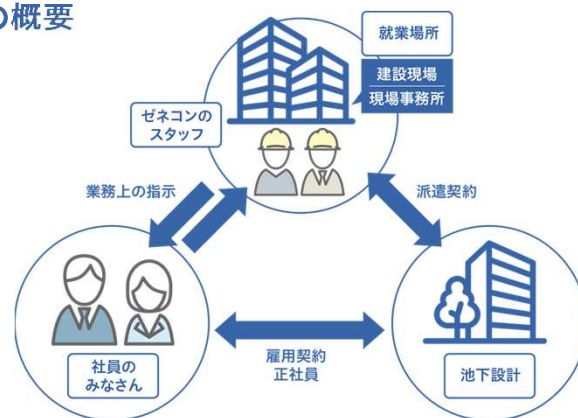 の概要
就業場所
建設現場
現場事務所
ゼネコンの
スタッフ
業務上の指示
派遣契約
社員の
みなさん
雇用契約
正社員
池下設計